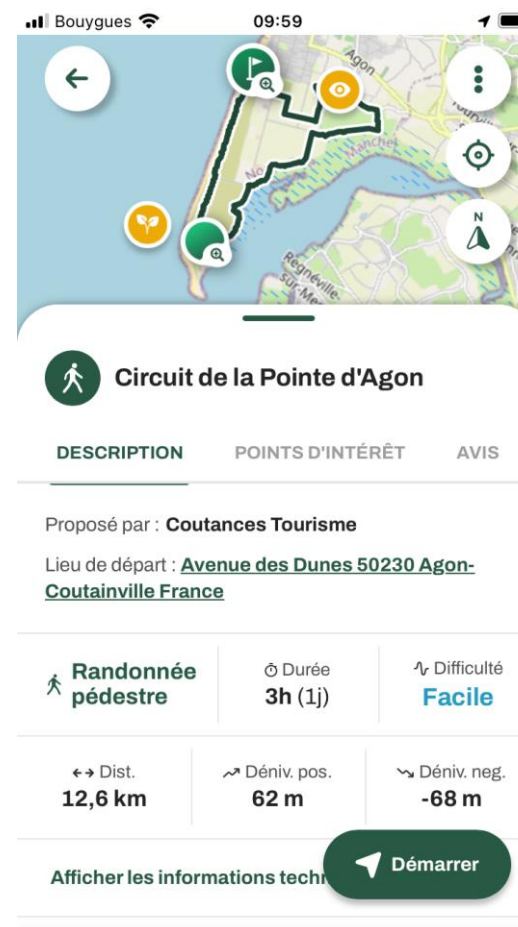 Bouygues 09:59
Agon
N
Manche
Regnéville-
sur-Me
Circuit de la Pointe d'Agon
DESCRIPTION POINTS D'INTÉRÊT AVIS
Proposé par : Coutances Tourisme
Lieu de départ : Avenue des Dunes 50230 Agon-
Coutainville France
Randonnée
pédestre
Durée
3h (1j)
Difficulté
Facile
Dist.
12,6 km
Déniv. pos.
62 m
Déniv. neg.
-68 m
Afficher les informations techn
Démarrer